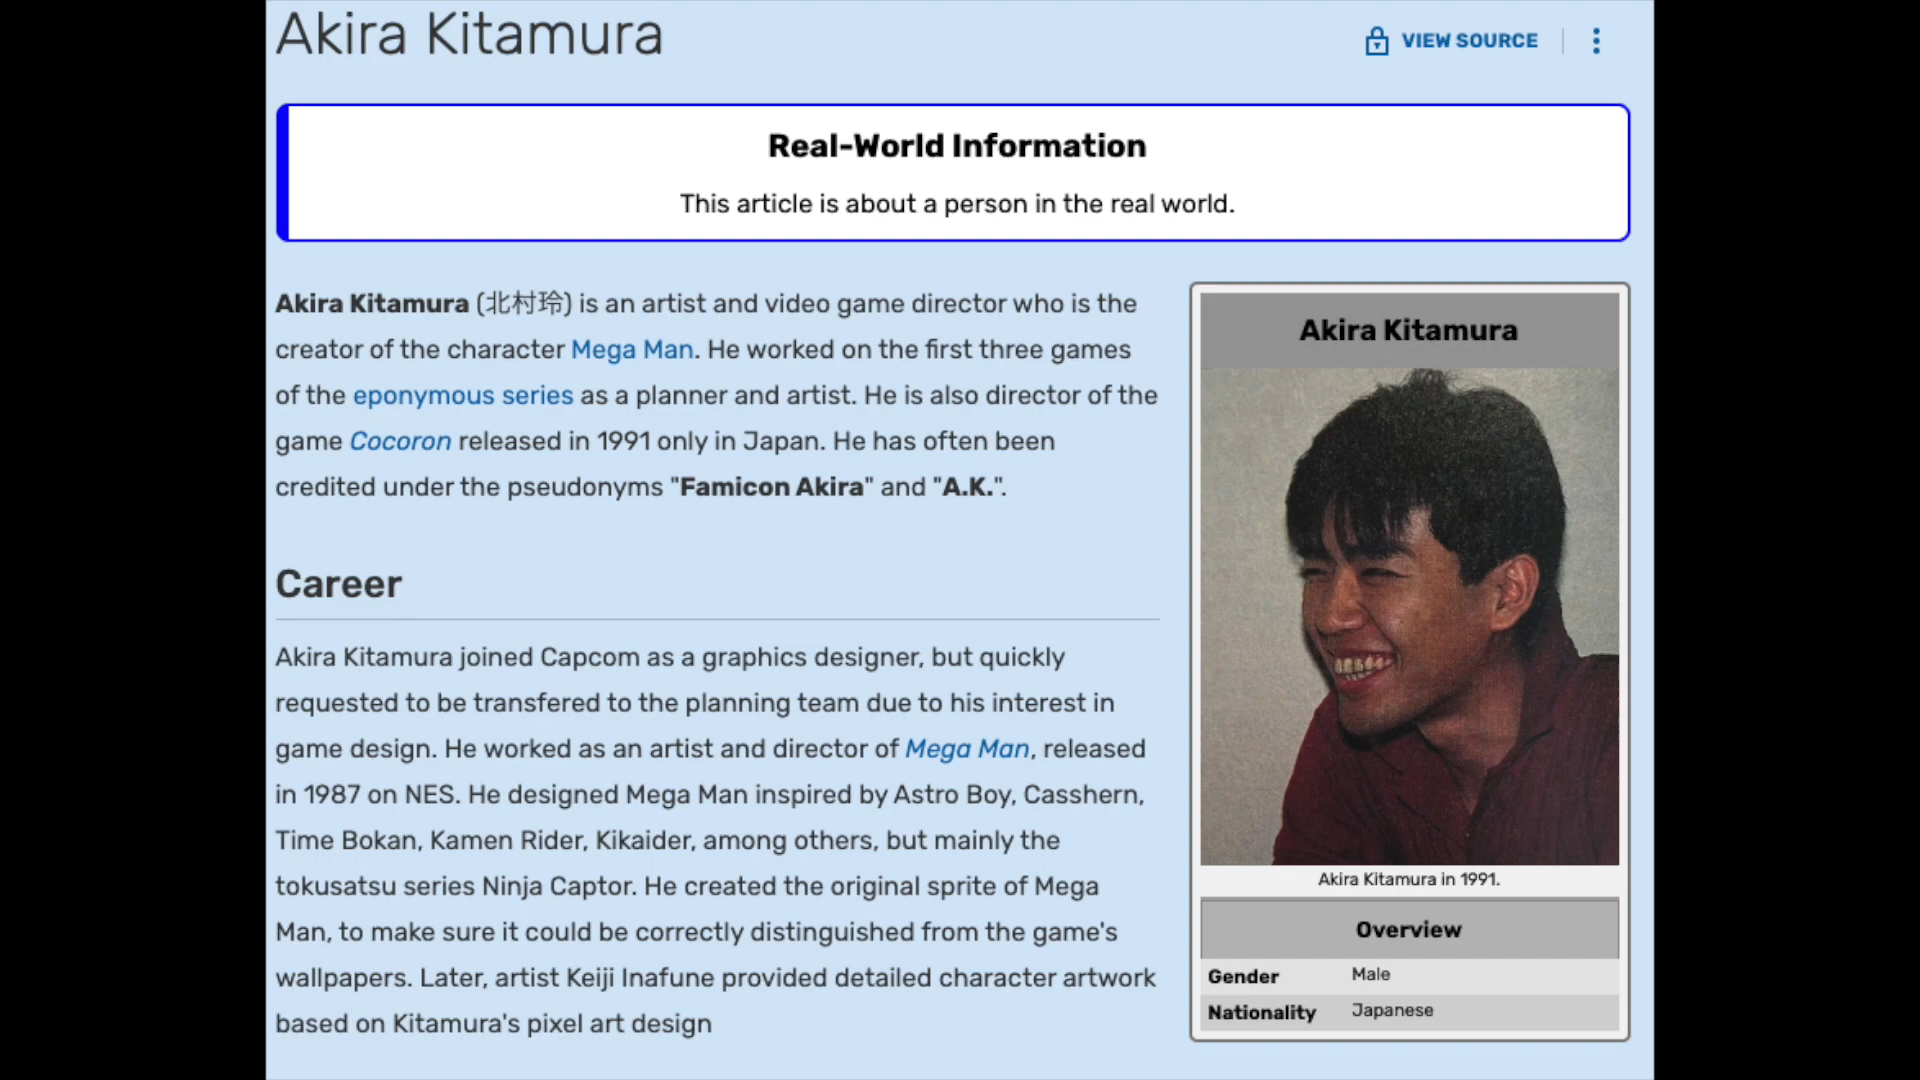 Akira Kitamura
VIEW SOURCE
Real-World Information
This article is about a person in the real world.
Akira Kitamura (北村玲) is an artist and video game director who is the
creator of the character Mega Man. He worked on the first three games
of the eponymous series as a planner and artist. He is also director of the
game Cocoron released in 1991 only in Japan. He has often been
credited under the pseudonyms "Famicon Akira" and "A.K.".
Career
Akira Kitamura joined Capcom as a graphics designer, but quickly
requested to be transfered to the planning team due to his interest in
game design. He worked as an artist and director of Mega Man, released
in 1987 on NES. He designed Mega Man inspired by Astro Boy, Casshern,
Time Bokan, Kamen Rider, Kikaider, among others, but mainly the
tokusatsu series Ninja Captor. He created the original sprite of Mega
Man, to make sure it could be correctly distinguished from the game's
wallpapers. Later, artist Keiji Inafune provided detailed character artwork
based on Kitamura's pixel art design
Akira Kitamura
Akira Kitamura in 1991.
Overview
Gender Male
Nationality Japanese